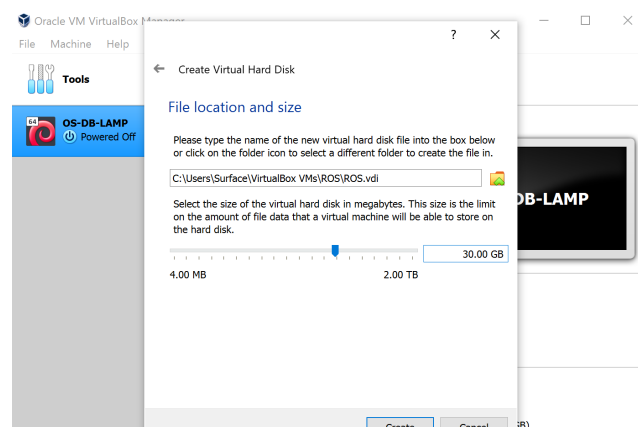 Oracle VM VirtualBox Manager
File Machine Help
? ×
Tools
Create Virtual Hard Disk
64
OS-DB-LAMP
Powered Off
File location and size
Please type the name of the new virtual hard disk file into the box below
or click on the folder icon to select a different folder to create the file in.
C:\Users\Surface\VirtualBox VMs\ROS\ROS.vdi
Select the size of the virtual hard disk in megabytes. This size is the limit
on the amount of file data that a virtual machine will be able to store on
the hard disk.
30.00 GB
4.00 MB 2.00 TB
DB-LAMP
Create Cancel
GB)